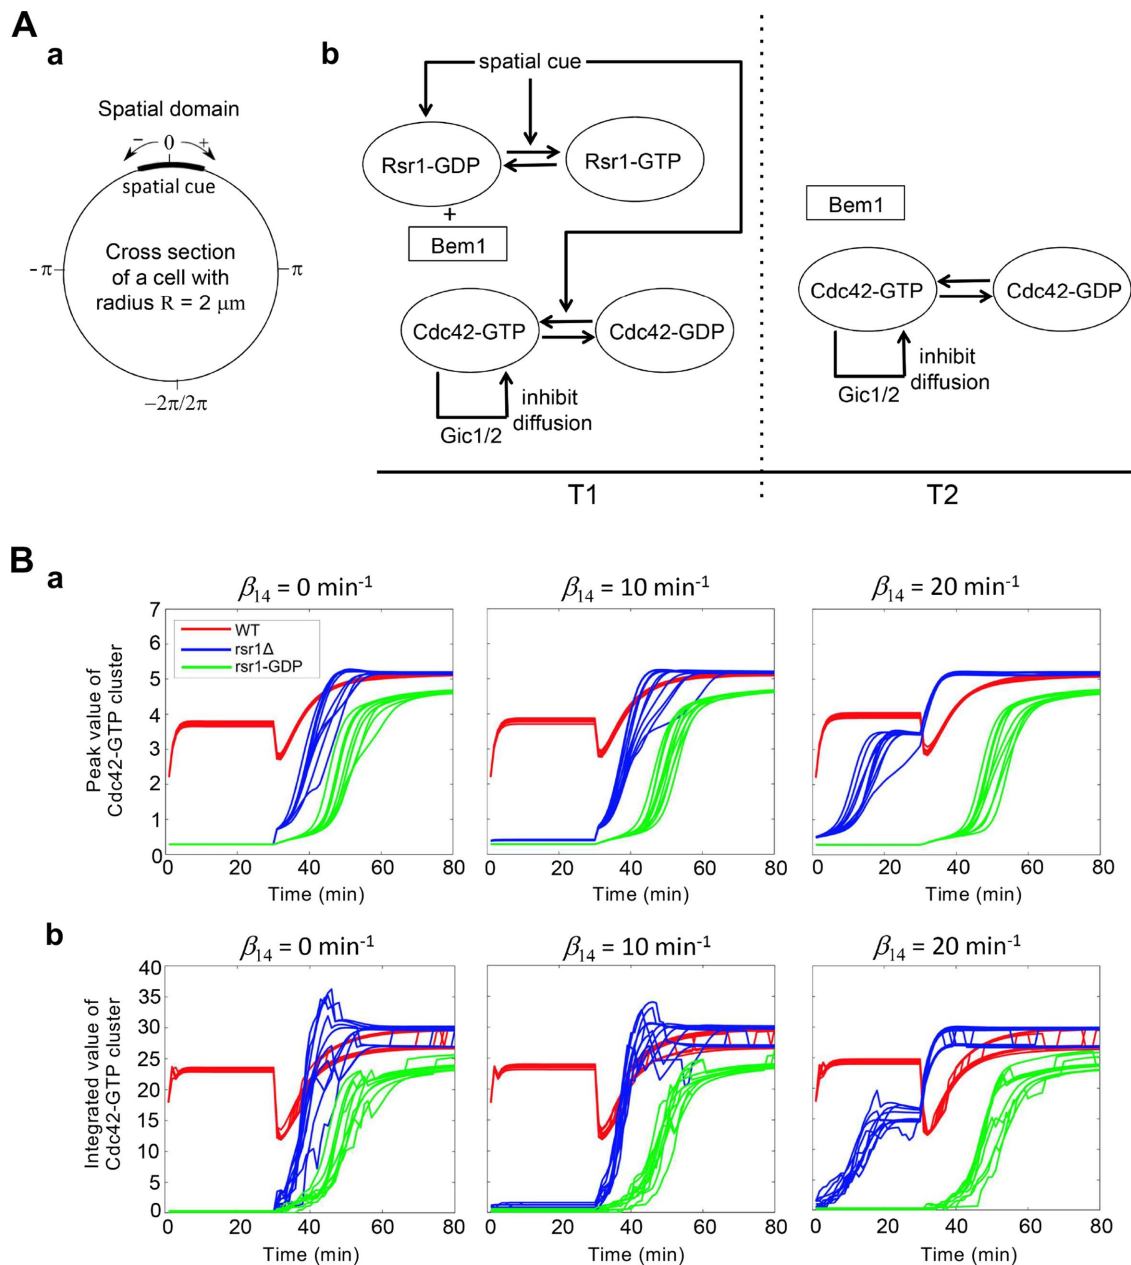 A
a
b
Spatial domain
− 0 +
spatial cue
-π
π
Cross section
of a cell with
radius R = 2 μm
−2π/2π
spatial cue
Rsr1-GDP
Rsr1-GTP
+
Bem1
Cdc42-GTP
Cdc42-GDP
inhibit
diffusion
Gic1/2
Bem1
Cdc42-GTP
Cdc42-GDP
inhibit
diffusion
Gic1/2
T1
T2
B
a
β14 = 0 min-1
β14 = 10 min-1
β14 = 20 min-1
Peak value of
Cdc42-GTP cluster
7
6
5
4
3
2
1
0
WT
rsr1Δ
rsr1-GDP
0 20 40 60 80
0 20 40 60 80
0 20 40 60 80
Time (min)
Time (min)
Time (min)
b
β14 = 0 min-1
β14 = 10 min-1
β14 = 20 min-1
Integrated value of
Cdc42-GTP cluster
40
35
30
25
20
15
10
5
0
0 20 40 60 80
0 20 40 60 80
0 20 40 60 80
Time (min)
Time (min)
Time (min)